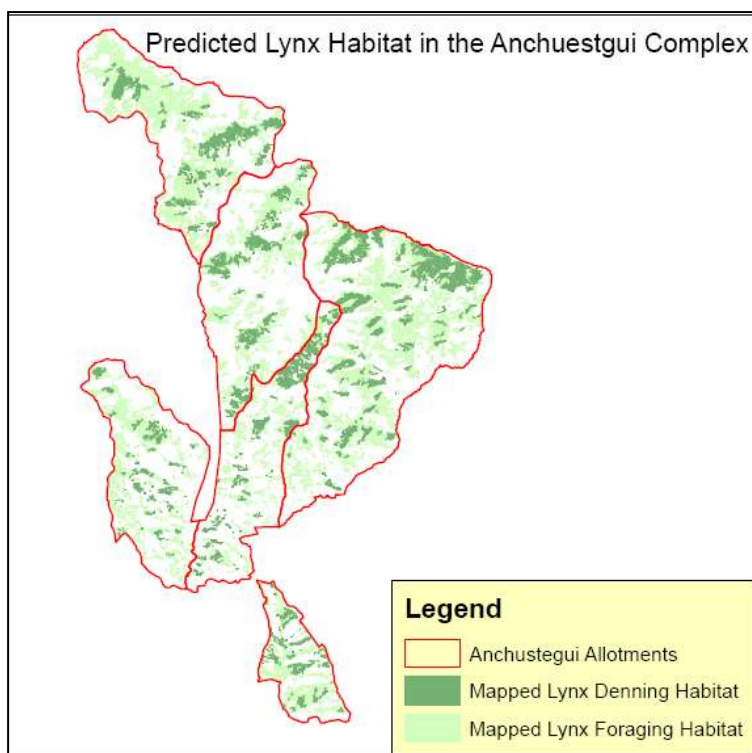 Predicted Lynx Habitat in the Anchuestgui Complex
Legend
Anchustegui Allotments
Mapped Lynx Denning Habitat
Mapped Lynx Foraging Habitat